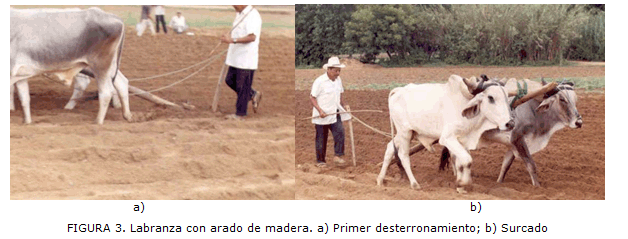 a) b)
FIGURA 3. Labranza con arado de madera. a) Primer desterronamiento; b) Surcado